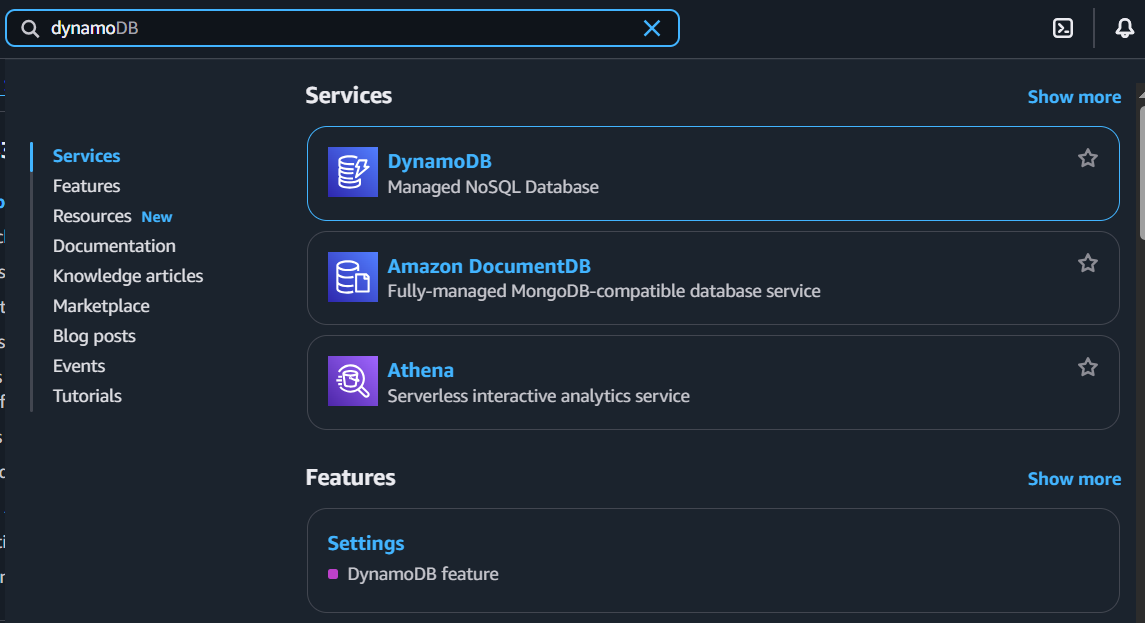 dynamoDB
Services
Show more
Services
Features
Resources New
Documentation
Knowledge articles
Marketplace
Blog posts
Events
Tutorials
DynamoDB
Managed NoSQL Database
Amazon DocumentDB
Fully-managed MongoDB-compatible database service
Athena
Serverless interactive analytics service
Features
Show more
Settings
DynamoDB feature